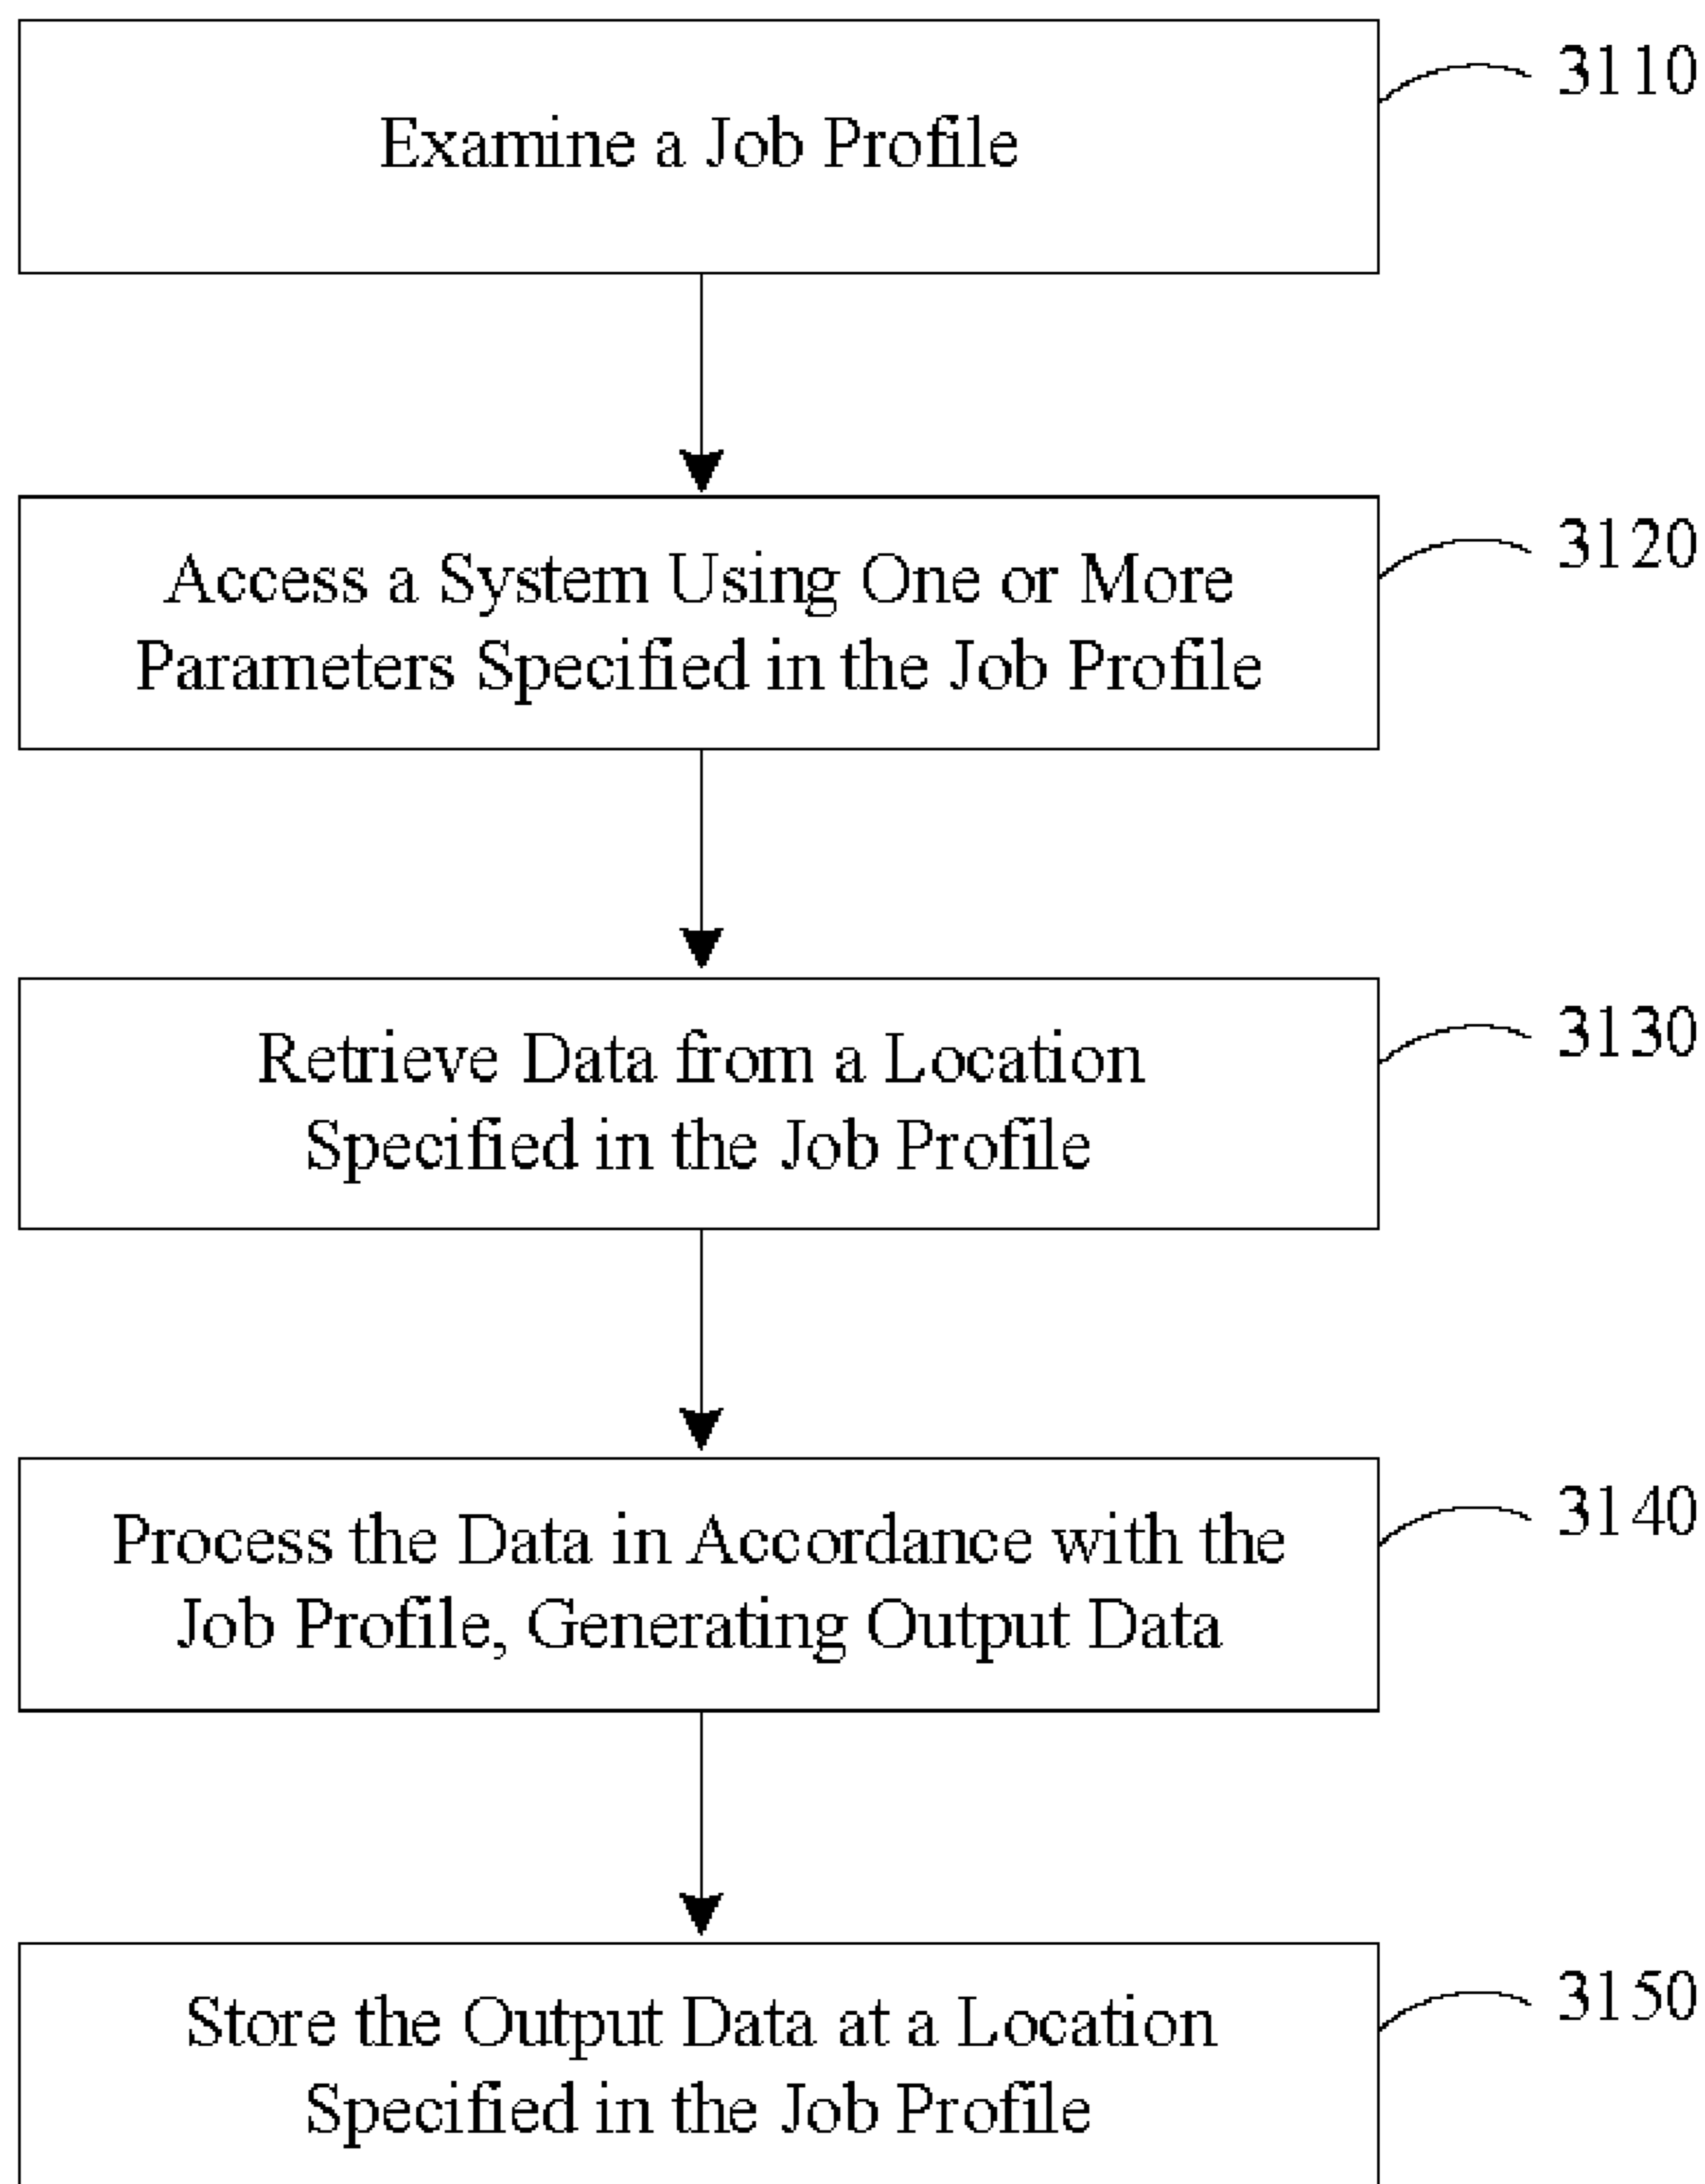 Examine a Job Profile
3110
Access a System Using One or More
Parameters Specified in the Job Profile
3120
Retrieve Data from a Location
Specified in the Job Profile
3130
Process the Data in Accordance with the
Job Profile, Generating Output Data
3140
Store the Output Data at a Location
Specified in the Job Profile
3150